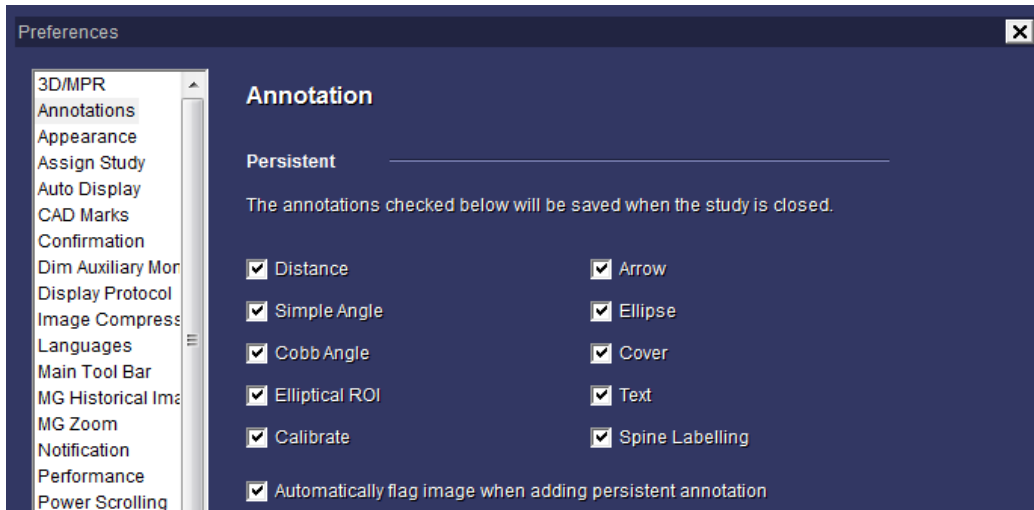 Preferences
3D/MPR
Annotations
Appearance
Assign Study
Auto Display
CAD Marks
Confirmation
Dim Auxiliary Mor
Display Protocol
Image Compress
Languages
Main Tool Bar
MG Historical Ima
MG Zoom
Notification
Performance
Power Scrolling
Annotation
Persistent
The annotations checked below will be saved when the study is closed.
Distance
Arrow
Simple Angle
Ellipse
Cobb Angle
Cover
Elliptical ROI
Text
Calibrate
Spine Labelling
Automatically flag image when adding persistent annotation